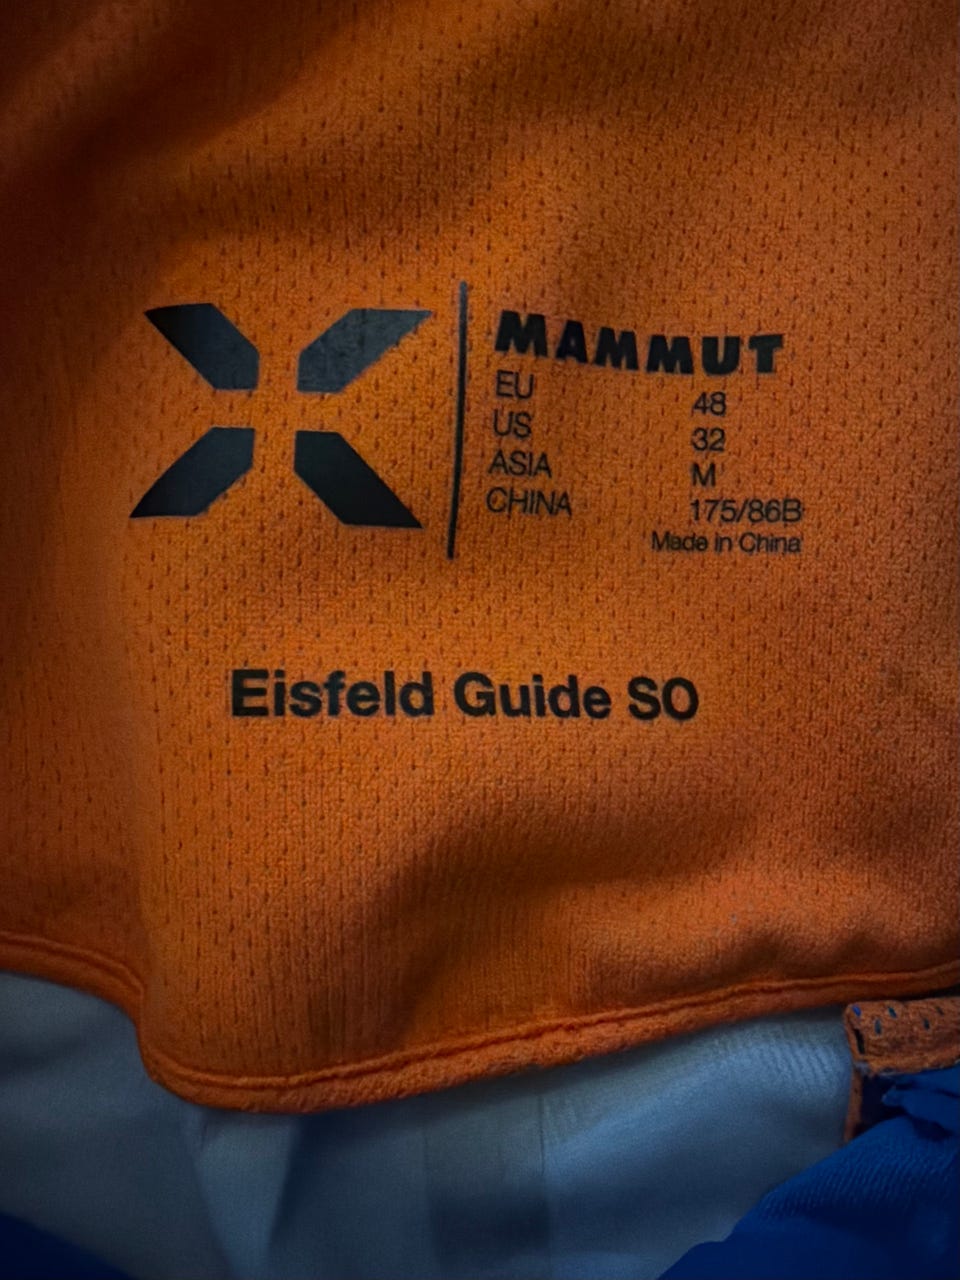 MAMMUT
EU 48
US 32
ASIA M
CHINA 175/86B
Made in China
Eisfeld Guide SO